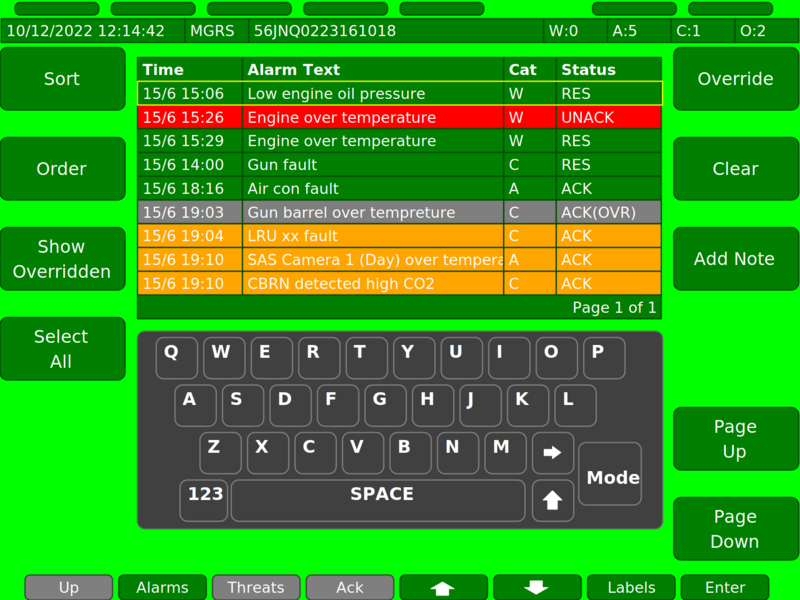 10/12/2022 12:14:42 MGRS 56JNQ0223161018 W:0 A:5 C:1 O:2
Sort
Order
Show
Overridden
Select
All
Time Alarm Text Cat Status
15/6 15:06 Low engine oil pressure W RES
15/6 15:26 Engine over temperature W UNACK
15/6 15:29 Engine over temperature W RES
15/6 14:00 Gun fault C RES
15/6 18:16 Air con fault A ACK
15/6 19:03 Gun barrel over tempreture C ACK(OVR)
15/6 19:04 LRU xx fault C ACK
15/6 19:10 SAS Camera 1 (Day) over tempera A ACK
15/6 19:10 CBRN detected high CO2 C ACK
Page 1 of 1
Override
Clear
Add Note
Page
Up
Page
Down
Q W E R T Y U I O P
A S D F G H J K L
Z X C V B N M
Mode
123 SPACE
Up Alarms Threats Ack Labels Enter